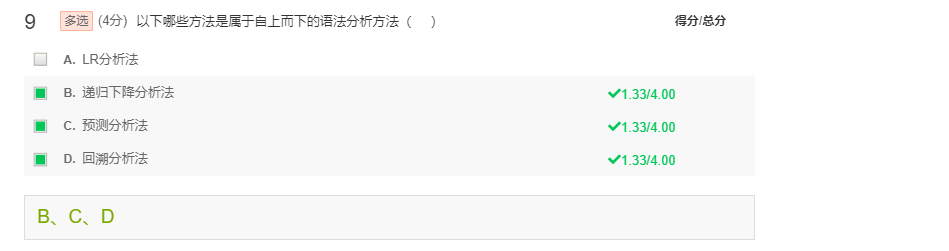 9 多选 (4分) 以下哪些方法是属于自上而下的语法分析方法（ ） 得分/总分
A. LR分析法
B. 递归下降分析法 1.33/4.00
C. 预测分析法 1.33/4.00
D. 回溯分析法 1.33/4.00
B、C、D